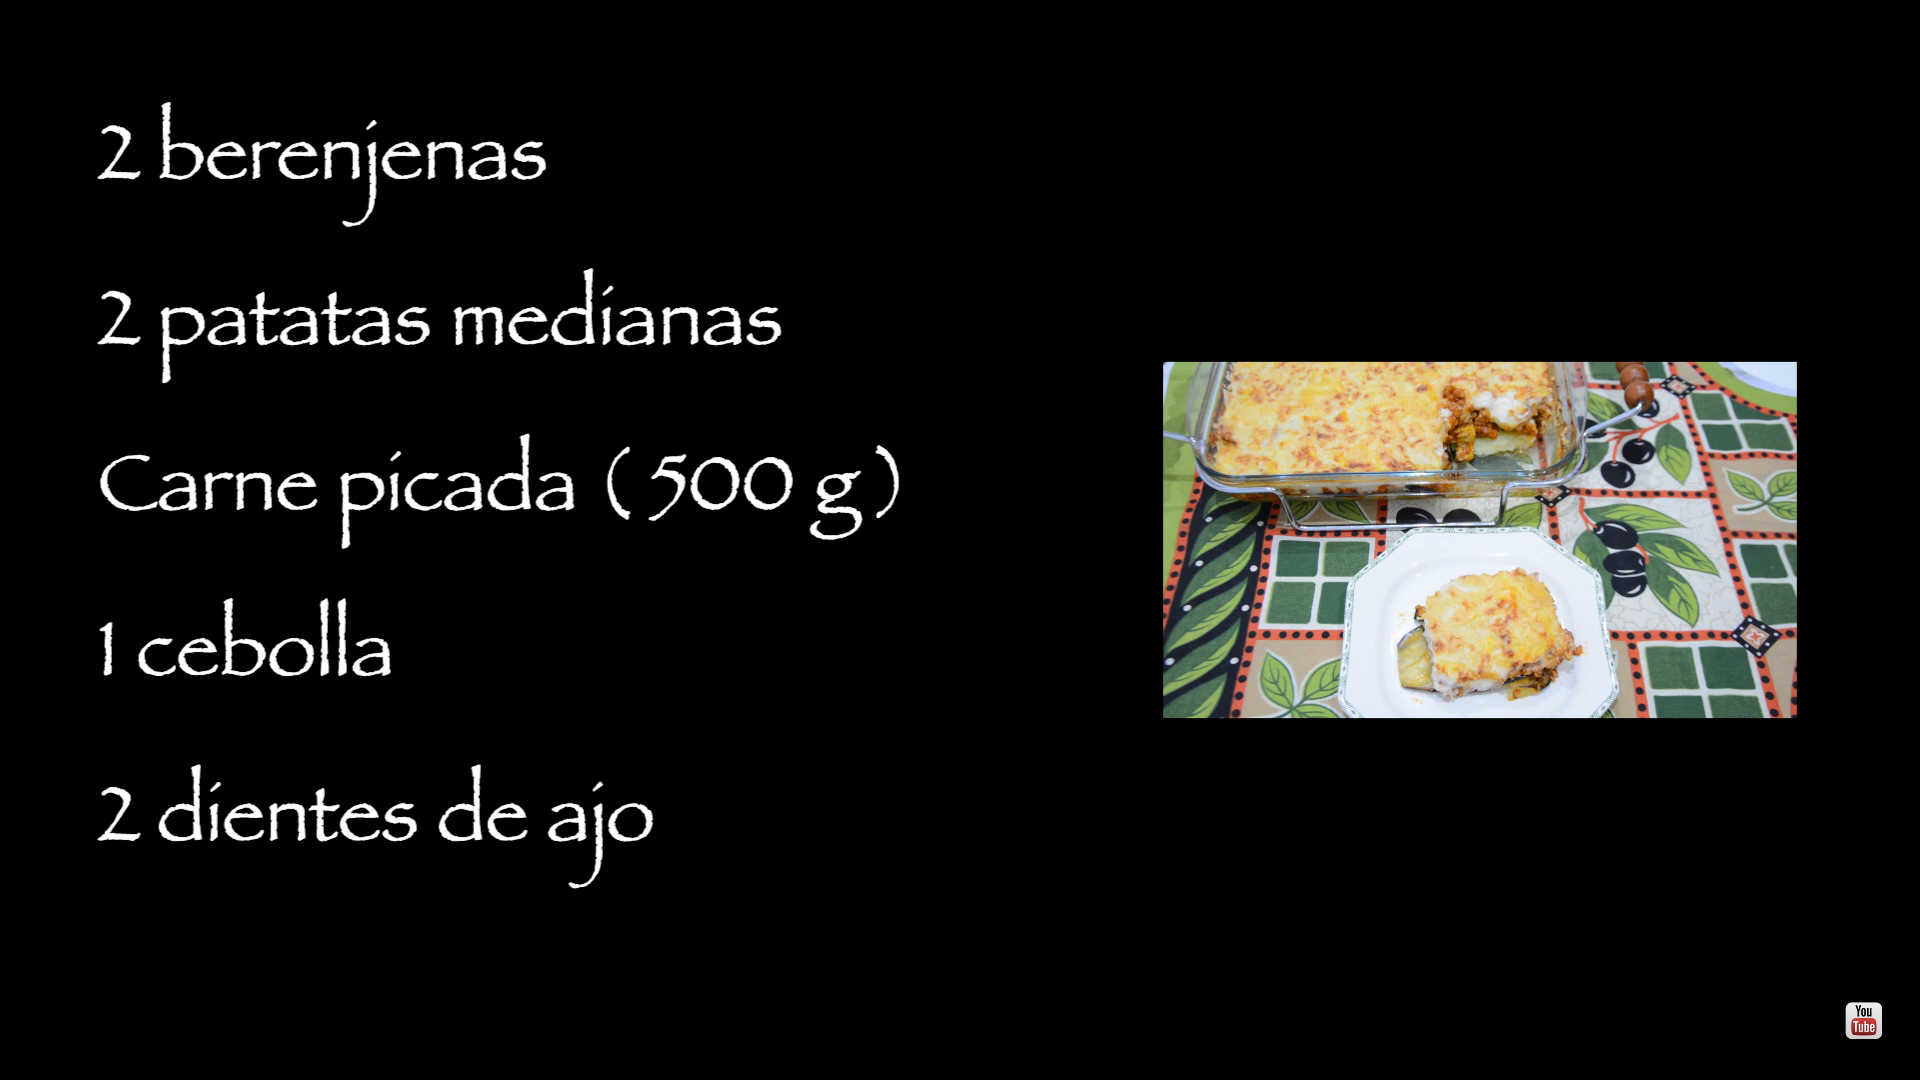 2 berenjenas
2 patatas medianas
Carne picada ( 500 g )
1 cebolla
2 dientes de ajo
You
Tube